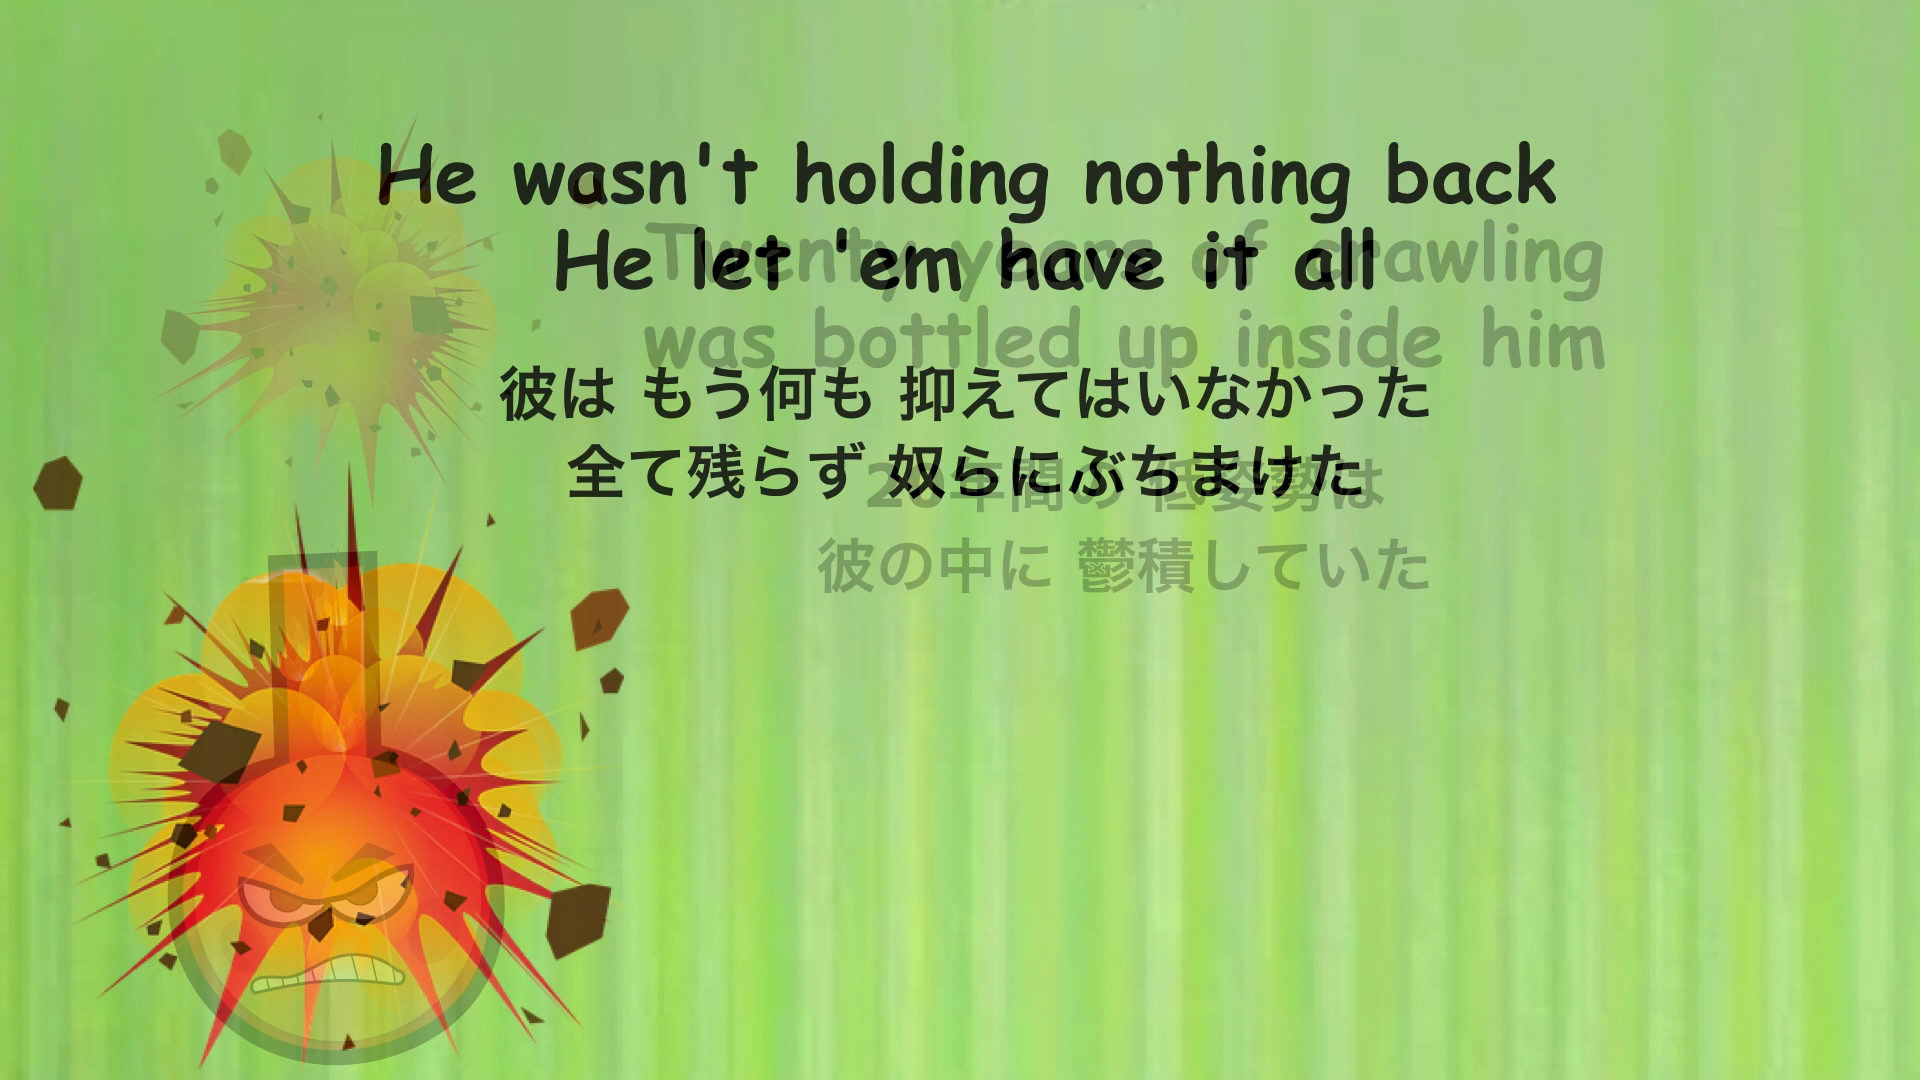 He wasn't holding nothing back
He let 'em have it all
Twenty years of crawling
was bottled up inside him
彼は もう何も 抑えてはいなかった
全て残らず 奴らにぶちまけた
20年間の 低姿勢は
彼の中に 鬱積していた